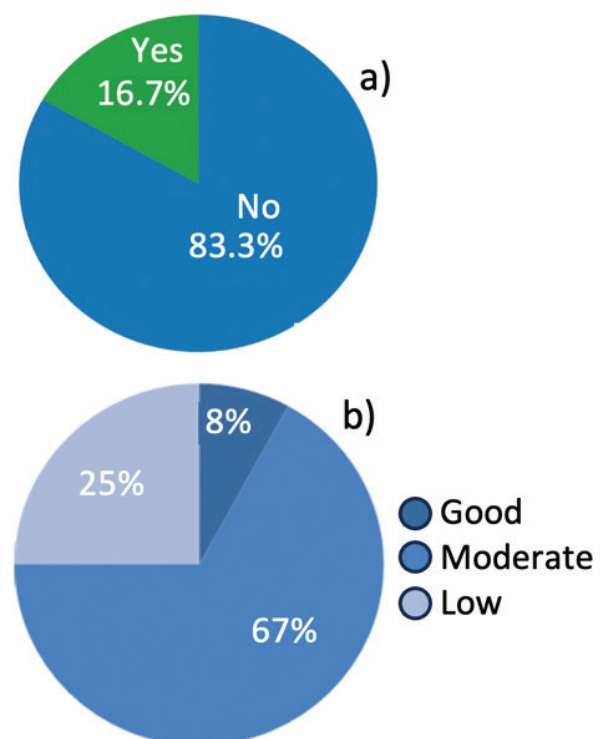 Yes
16.7%
a)
No
83.3%
b)
8%
25%
Good
Moderate
Low
67%